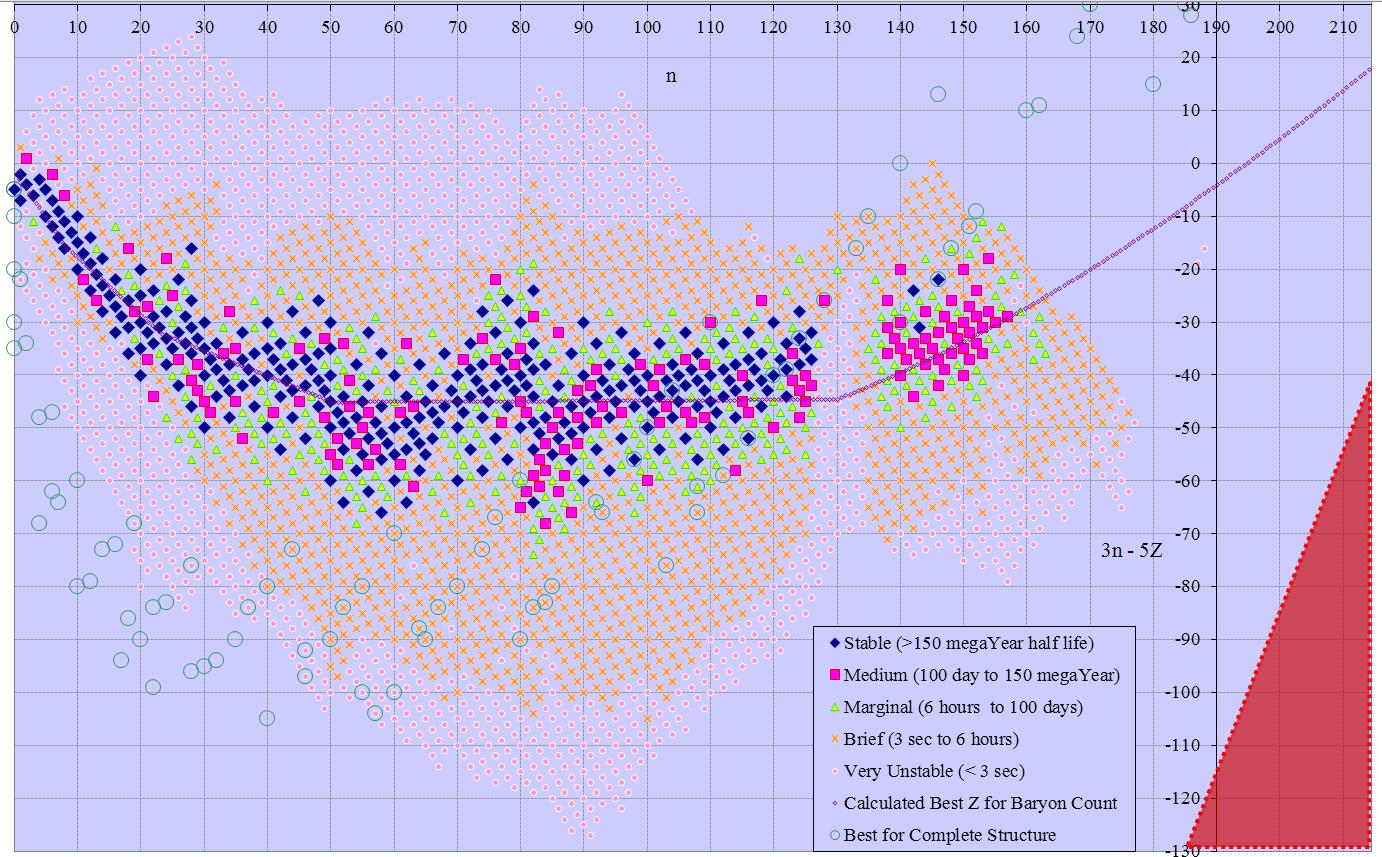 30
0 10 20 30 40 50 60 70 80 90 100 110 120 130 140 150 160 170 180 190 200 210
20
n
10
0
-10
-20
-30
-40
-50
-60
-70
3n - 5Z
-80
-90
-100
-110
-120
-130
Stable (>150 megaYear half life)
Medium (100 day to 150 megaYear)
Marginal (6 hours to 100 days)
Brief (3 sec to 6 hours)
Very Unstable (< 3 sec)
Calculated Best Z for Baryon Count
Best for Complete Structure